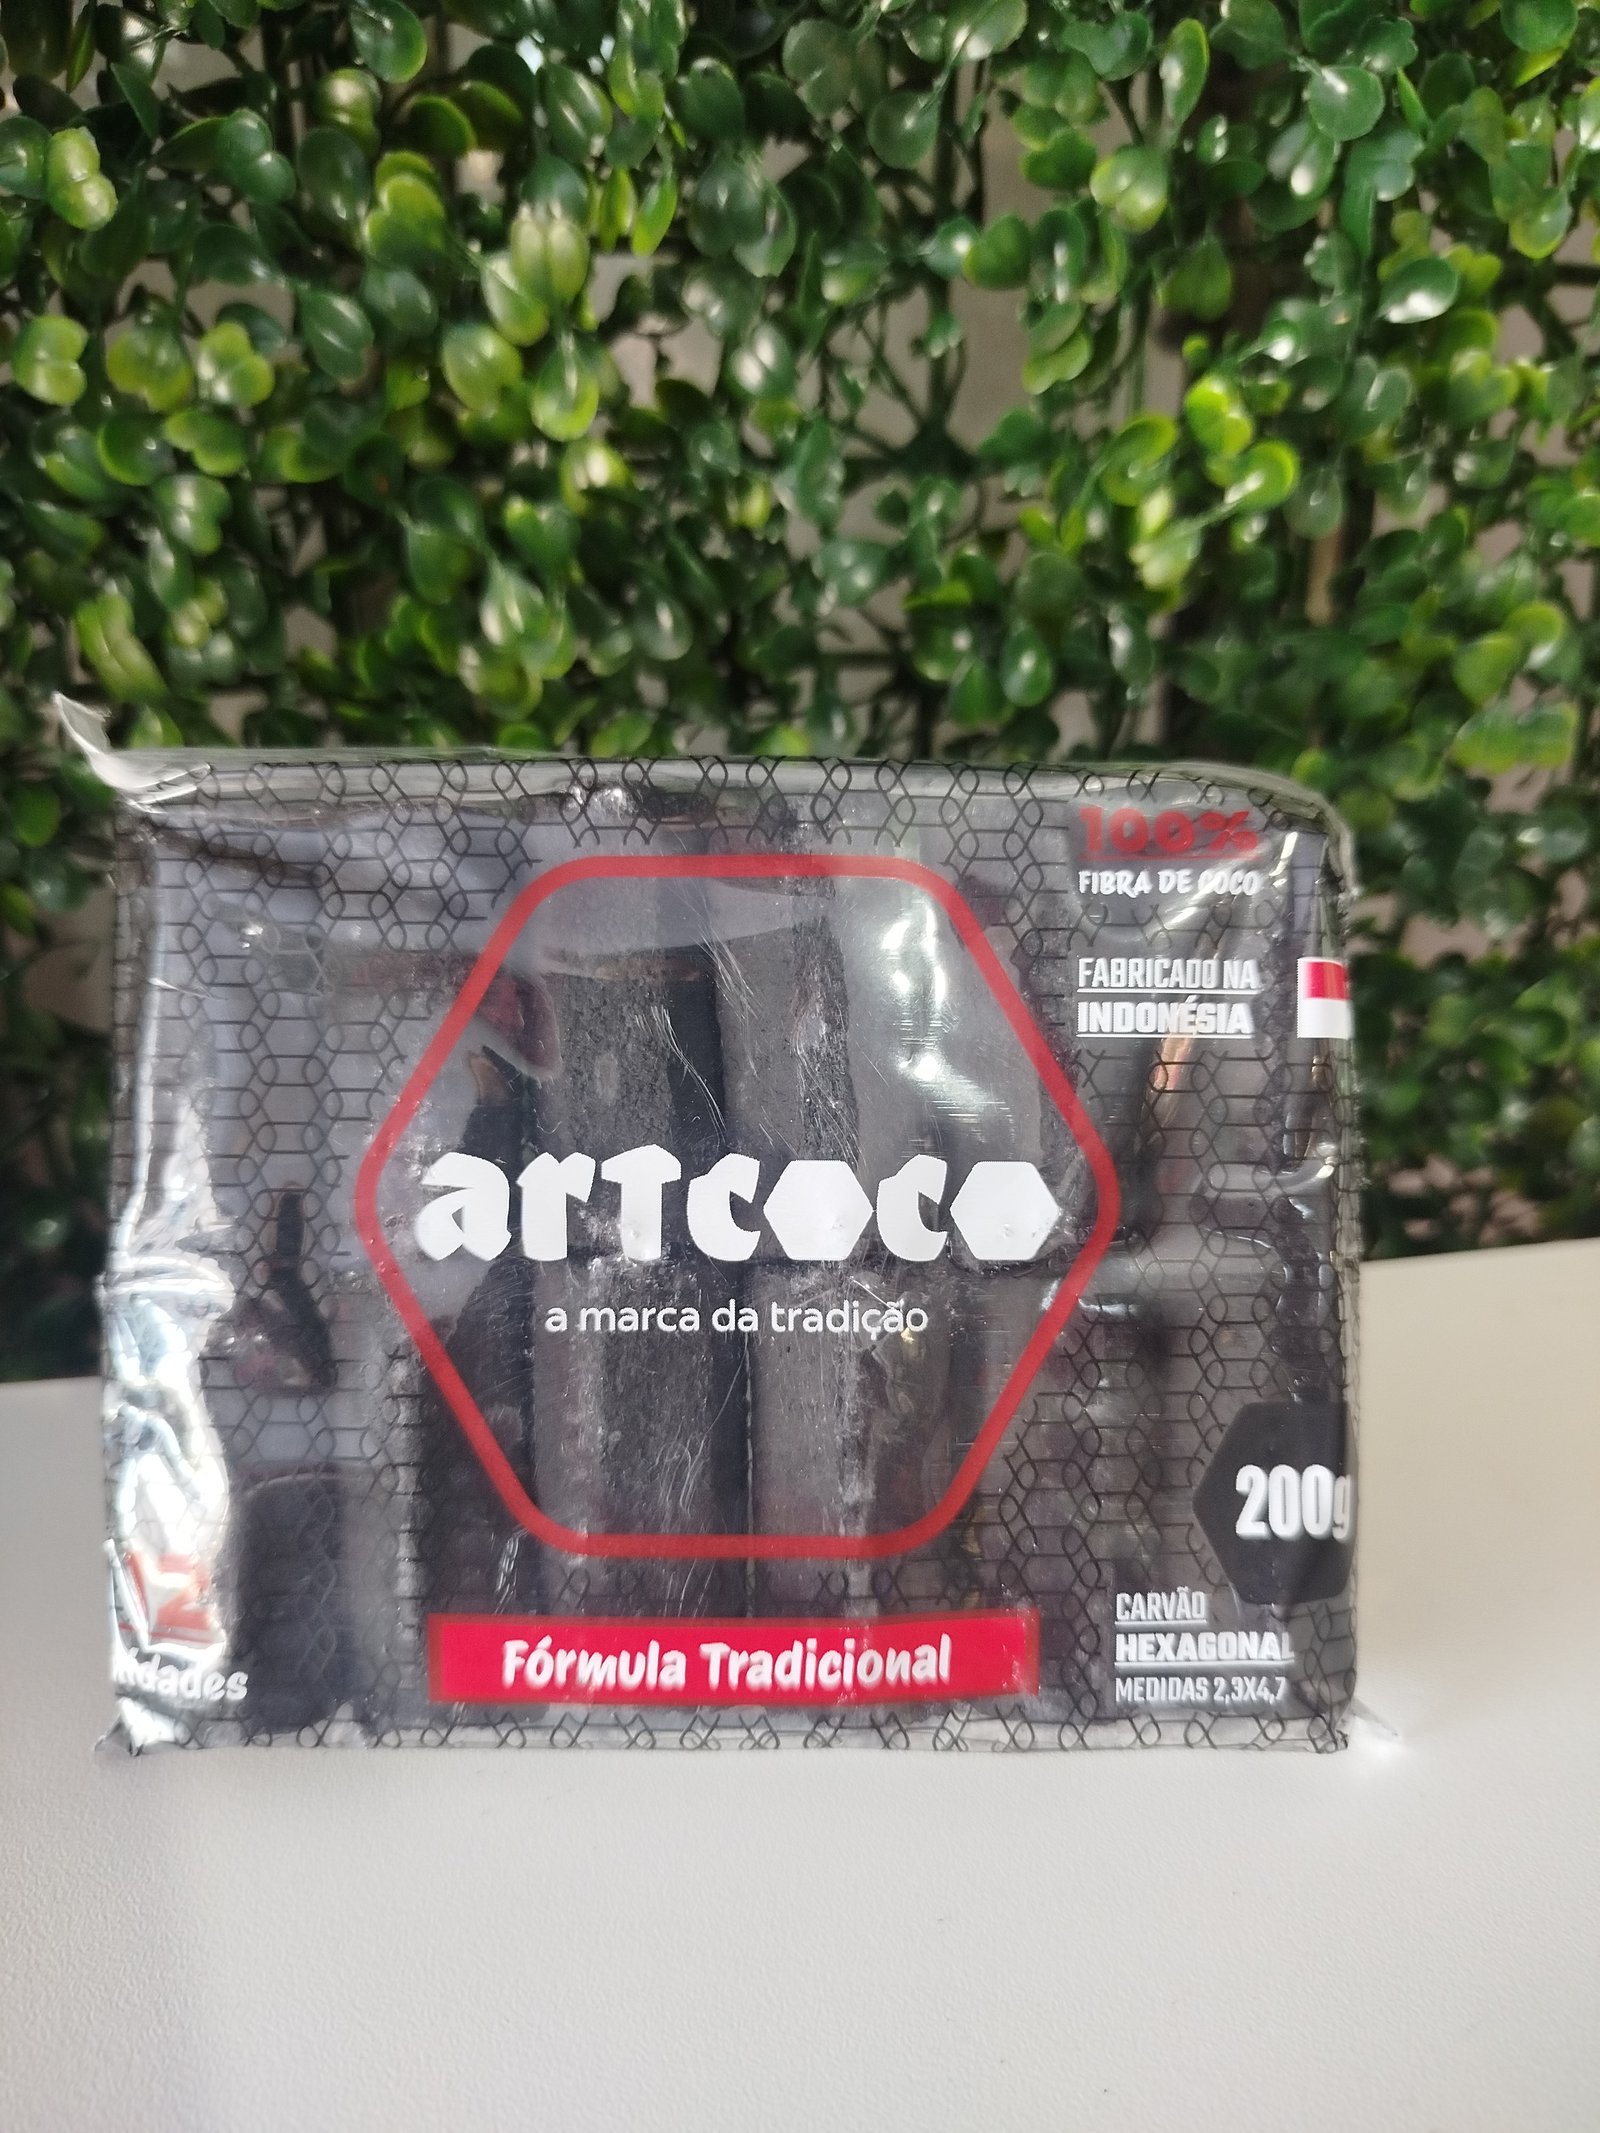 100%
FIBRA DE COCO
FABRICADO NA
INDONÉSIA
artcoco
a marca da tradição
200g
Fórmula Tradicional
CARVÃO
HEXAGONAL
MEDIDAS 2,3X4,7